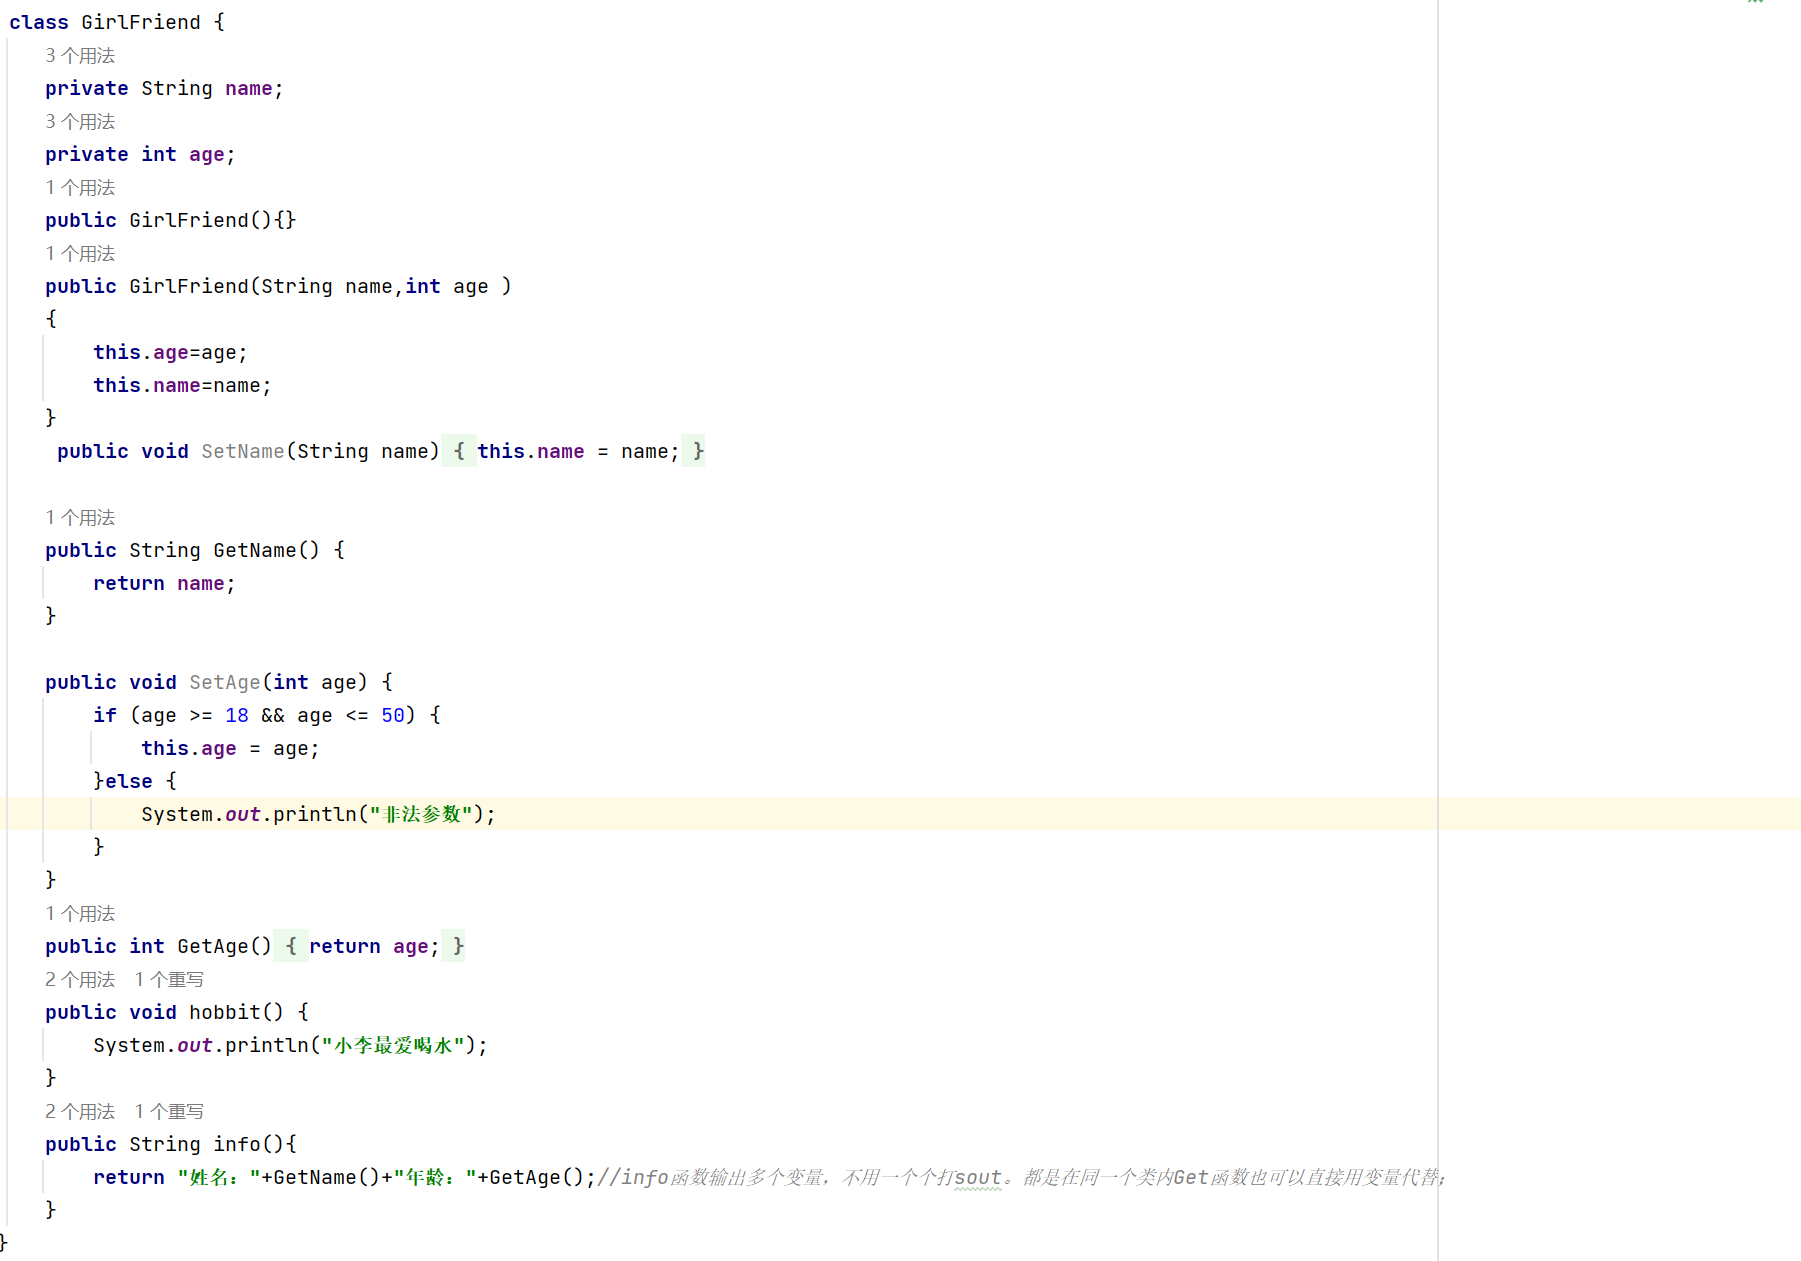 class GirlFriend {
3 个用法
private String name;
3 个用法
private int age;
1 个用法
public GirlFriend(){}
1 个用法
public GirlFriend(String name,int age )
{
this.age=age;
this.name=name;
}
public void SetName(String name) { this.name = name; }
1 个用法
public String GetName() {
return name;
}
public void SetAge(int age) {
if (age >= 18 && age <= 50) {
this.age = age;
}else {
System.out.println("非法参数");
}
}
1 个用法
public int GetAge() { return age; }
2 个用法 1 个重写
public void hobbit() {
System.out.println("小李最爱喝水");
}
2 个用法 1 个重写
public String info(){
return "姓名："+GetName()+"年龄："+GetAge();//info函数输出多个变量，不用一个个打sout。都是在同一个类内Get函数也可以直接用变量代替；
}
}